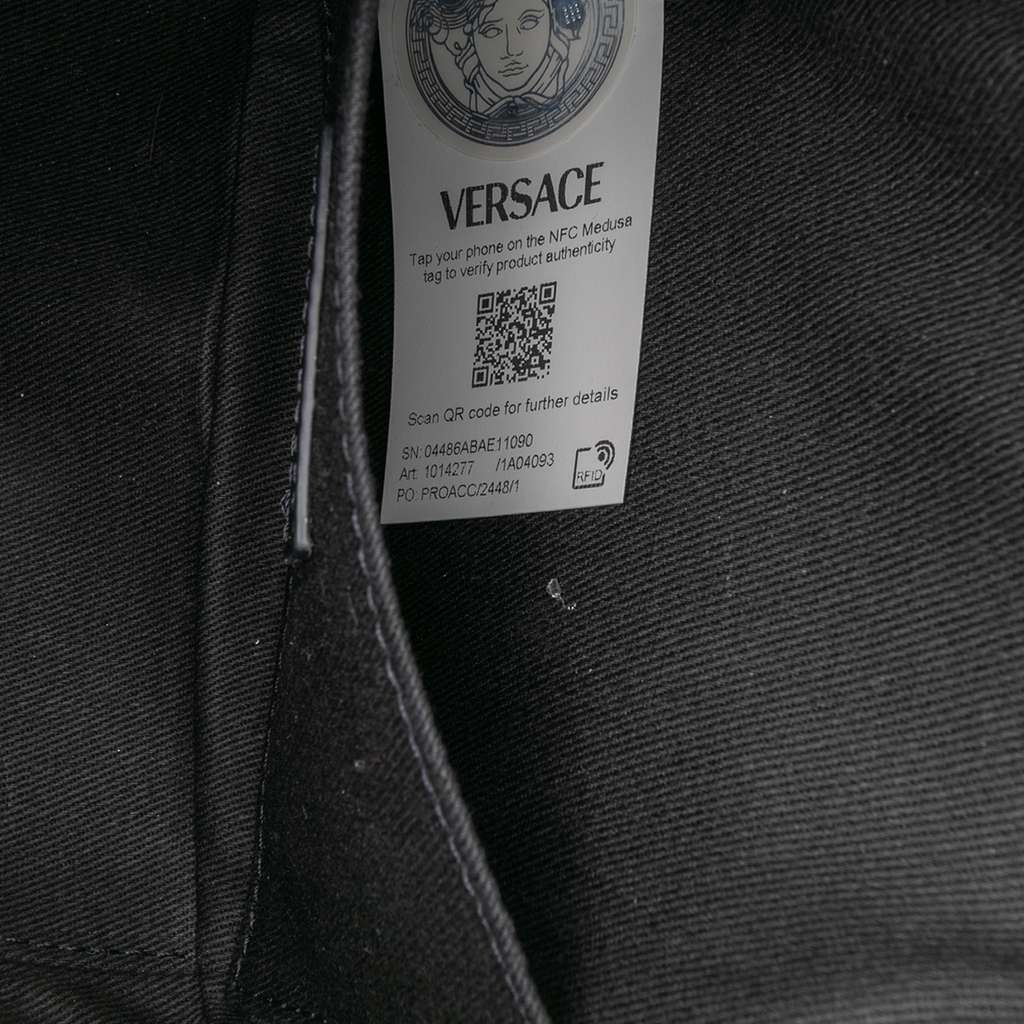 VERSACE
Tap your phone on the NFC Medusa
tag to verify product authenticity
Scan QR code for further details
SN: 04486ABAE11090
Art: 1014277 /1A04093
PO: PROACC/2448/1
RFID